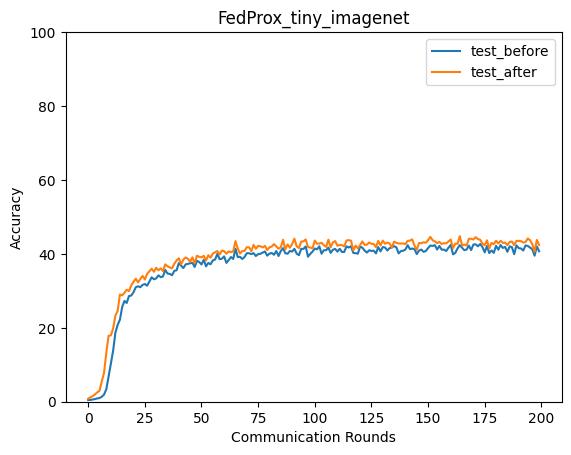 FedProx_tiny_imagenet
test_before
test_after
Accuracy
100
80
60
40
20
0
0 25 50 75 100 125 150 175 200
Communication Rounds